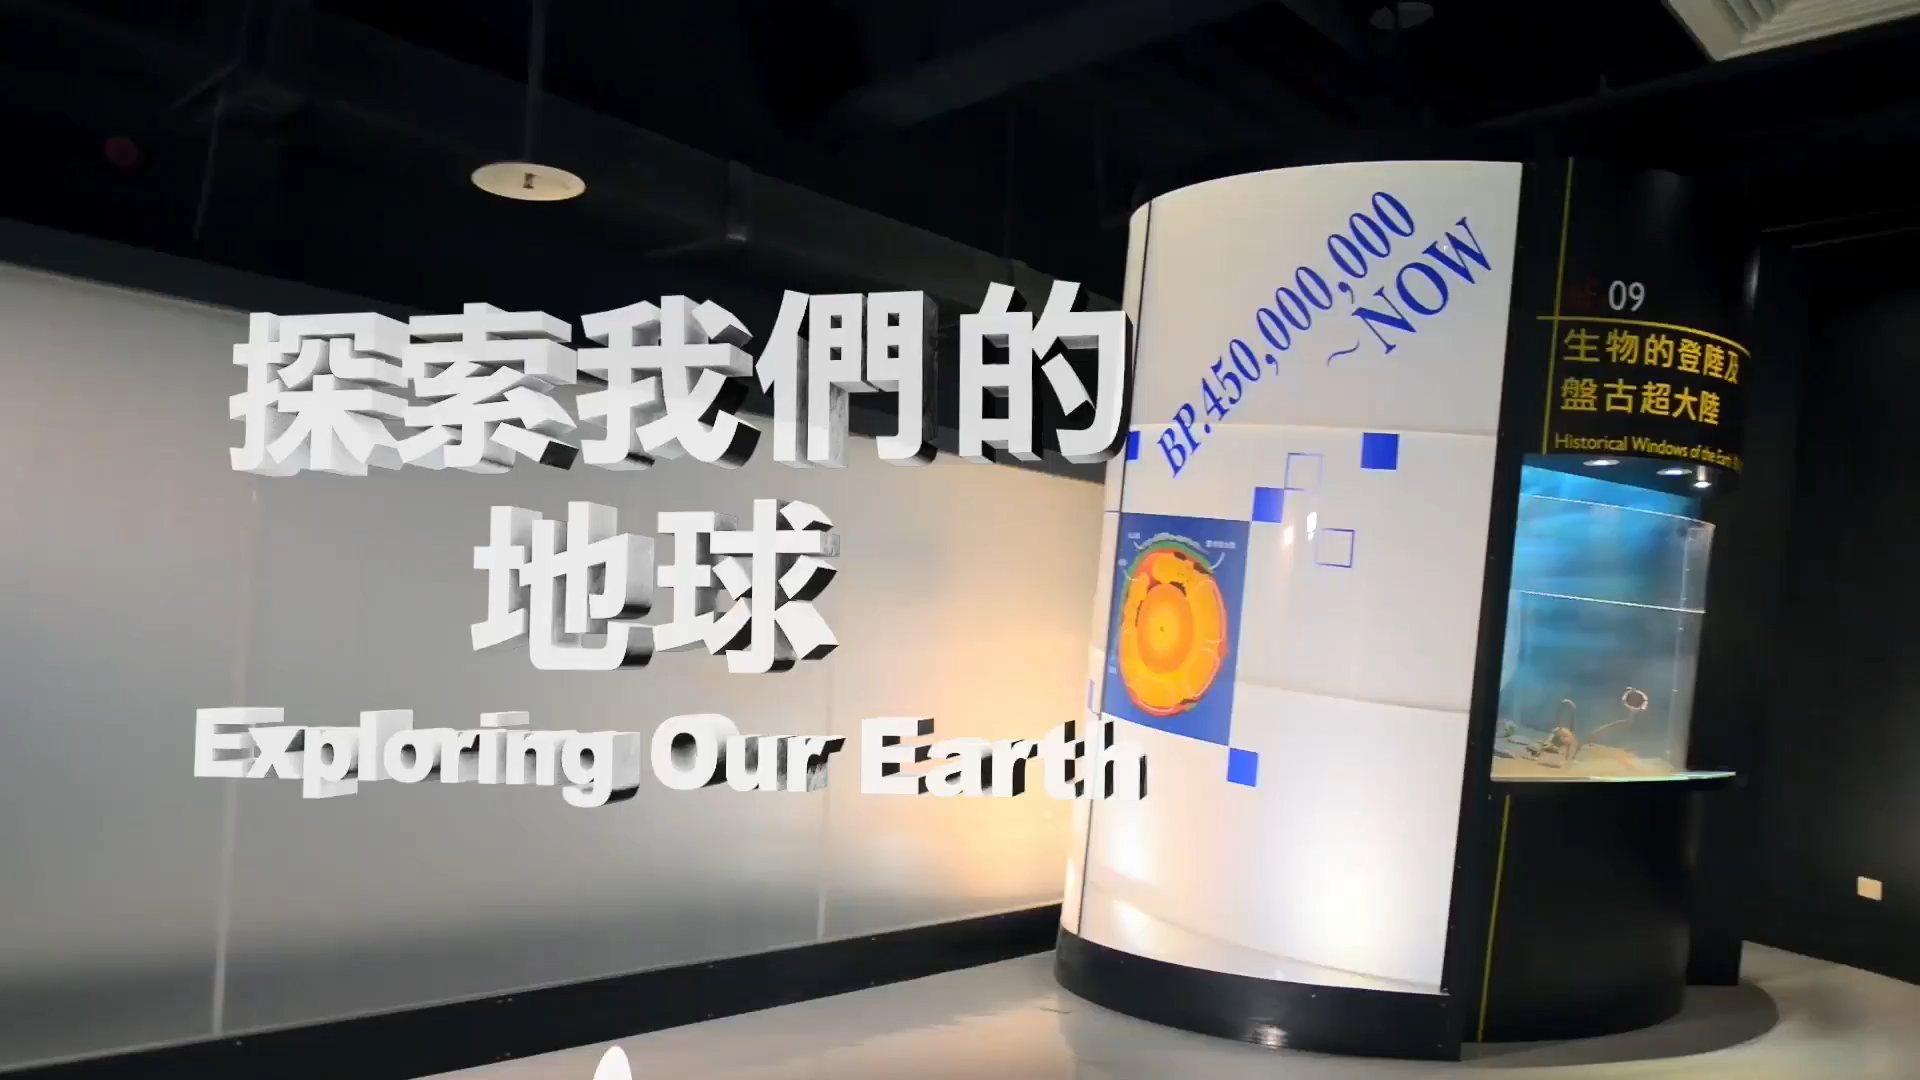 探索我們的
地球
Exploring Our Earth
BP.450,000,000
~NOW
09
生物的登陸及
盤古超大陸
Historical Windows of the Earth